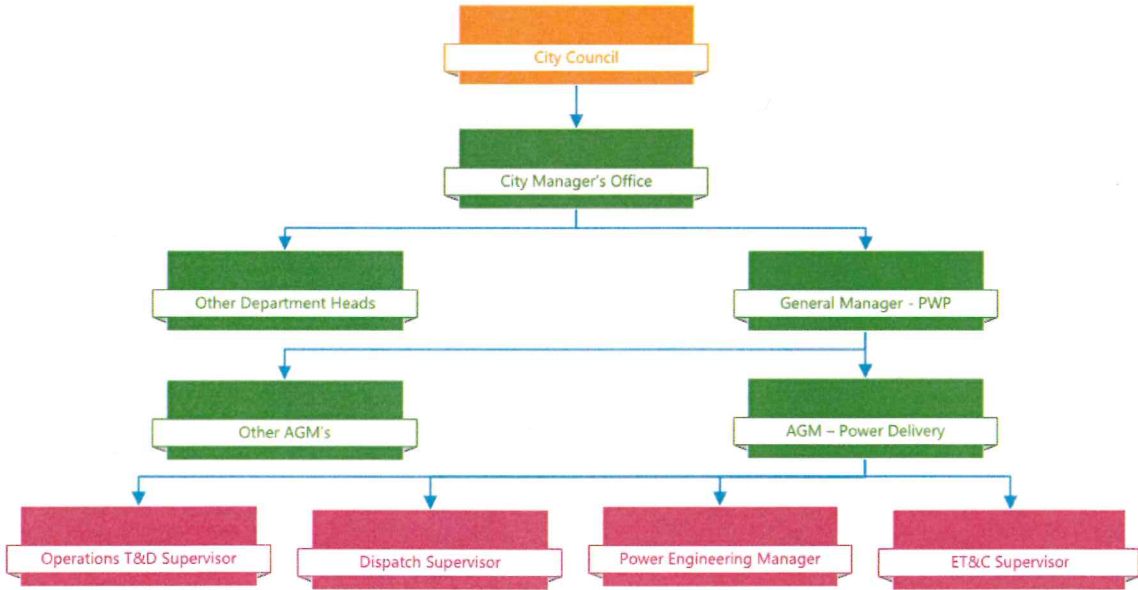 City Council
City Manager's Office
Other Department Heads
General Manager - PWP
Other AGM's
AGM – Power Delivery
Operations T&D Supervisor
Dispatch Supervisor
Power Engineering Manager
ET&C Supervisor